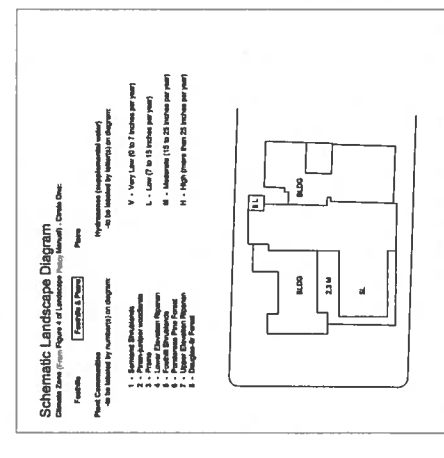 Schematic Landscape Diagram
Climate Zone (From Figure 4 of Landscape Policy Manual) . Circle One:
Foothills
Foothills & Plains
Plains
Plant Communities
-to be labeled by number(s) on diagram:
1 - Semiarid Shrublands
2 - Pinon-juniper woodlands
3 - Prairie
4 - Lower Elevation Riparian
5 - Foothill Shrublands
6 - Ponderosa Pine Forest
7 - Upper Elevation Riparian
8 - Douglas-fir Forest
Hydrozones (supplemental water)
-to be labeled by letter(s) on diagram:
V - Very Low (0 to 7 inches per year)
L - Low (7 to 15 inches per year)
M - Moderate (15 to 25 inches per year)
H - High (more than 25 inches per year)
BLDG
BLDG
2,3 M
SL